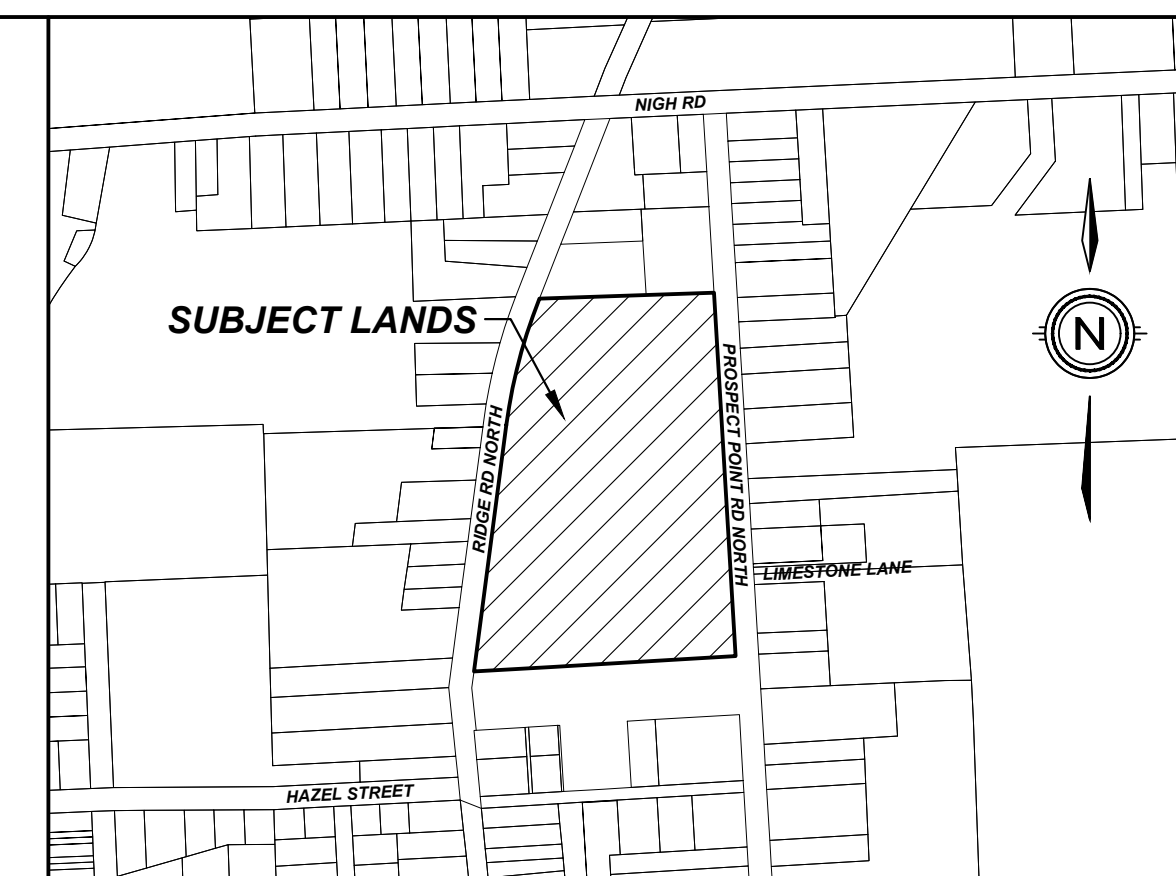 NIGH RD
SUBJECT LANDS
N
PROSPECT POINT RD NORTH
RIDGE RD NORTH
LIMESTONE LANE
HAZEL STREET